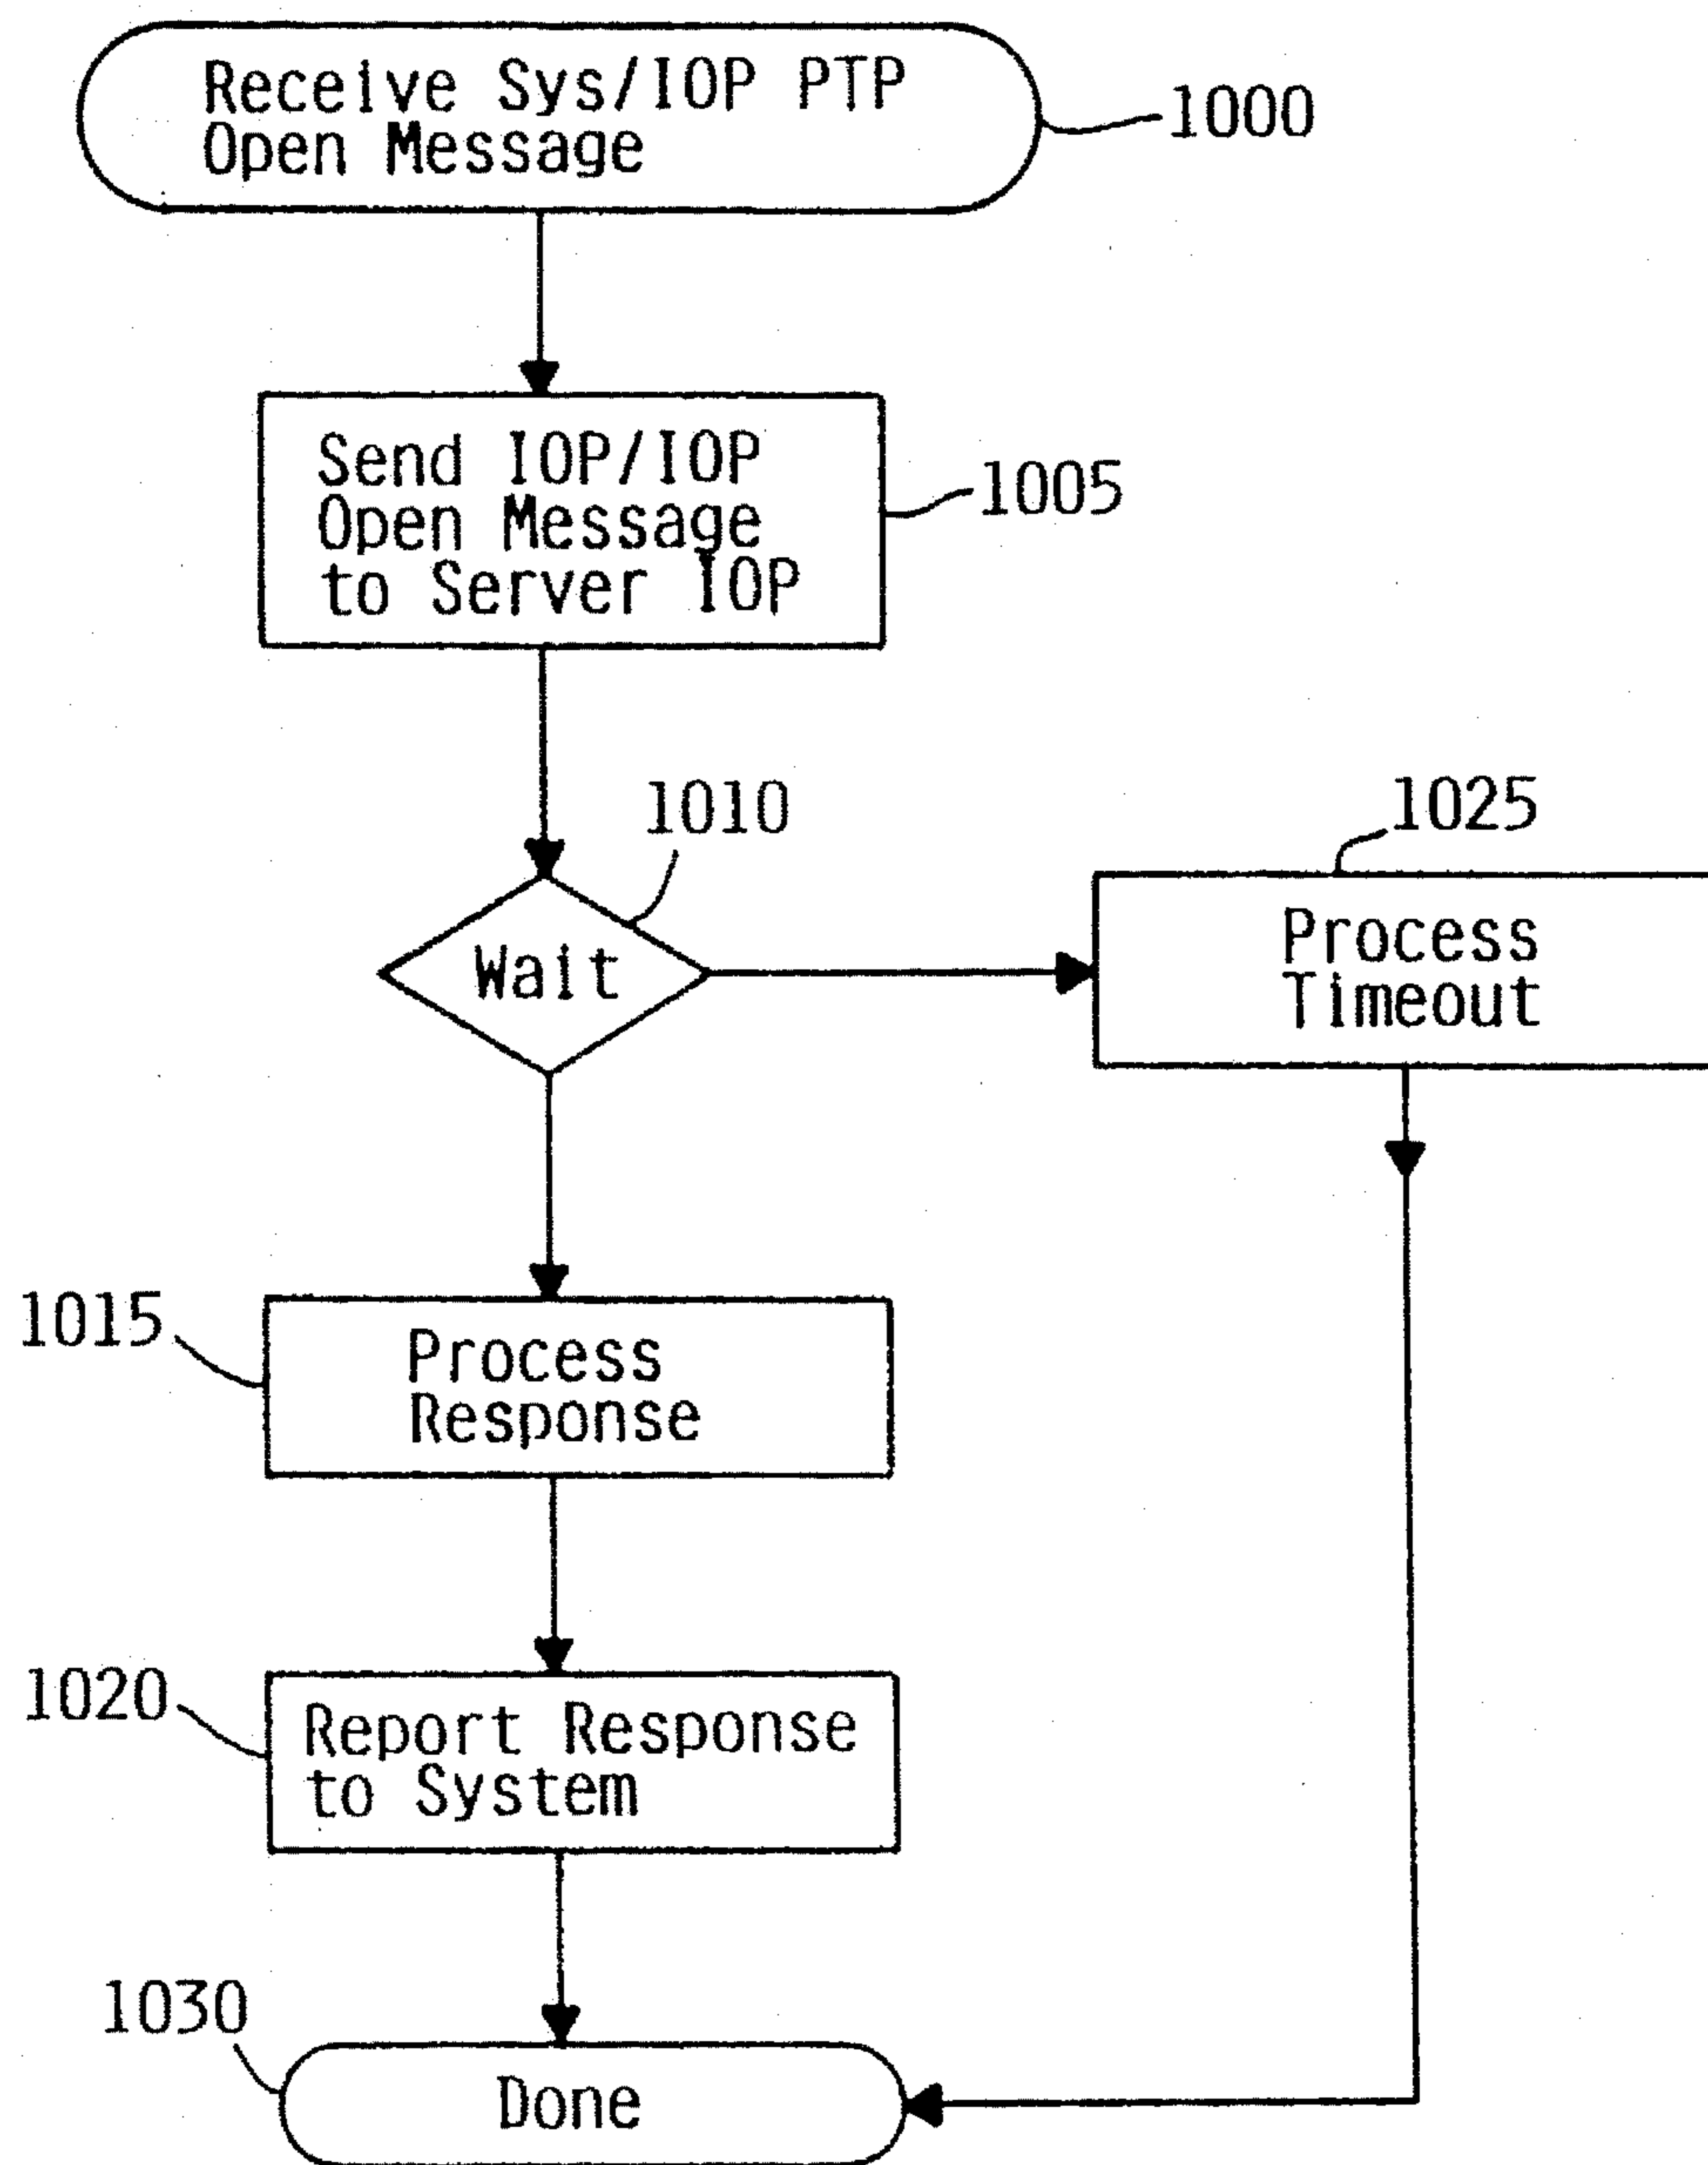 Receive Sys/IOP PTP
Open Message
1000
Send IOP/IOP
Open Message
to Server IOP
1005
1010
Wait
1025
Process
Timeout
1015
Process
Response
1020
Report Response
to System
1030
Done